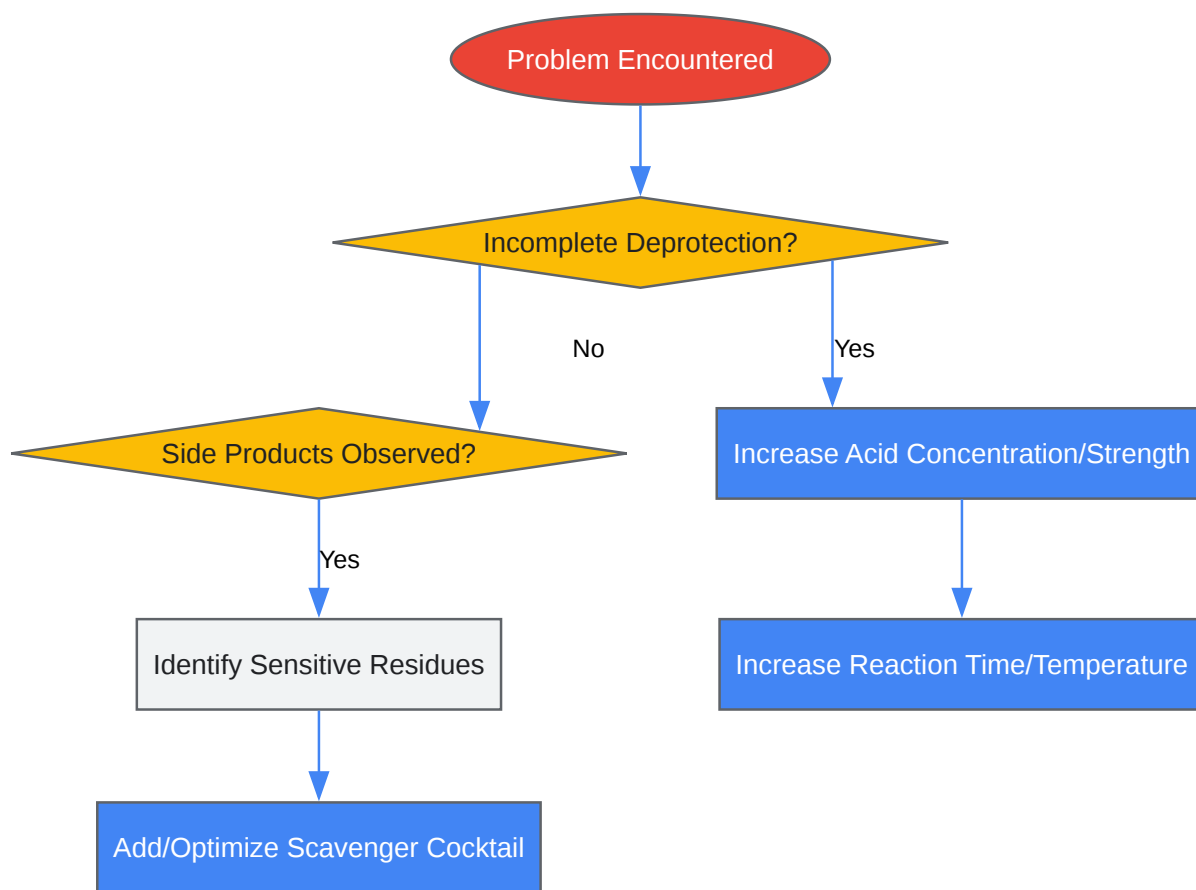 Problem Encountered
Incomplete Deprotection?
No
Yes
Side Products Observed?
Increase Acid Concentration/Strength
Yes
Identify Sensitive Residues
Increase Reaction Time/Temperature
Add/Optimize Scavenger Cocktail